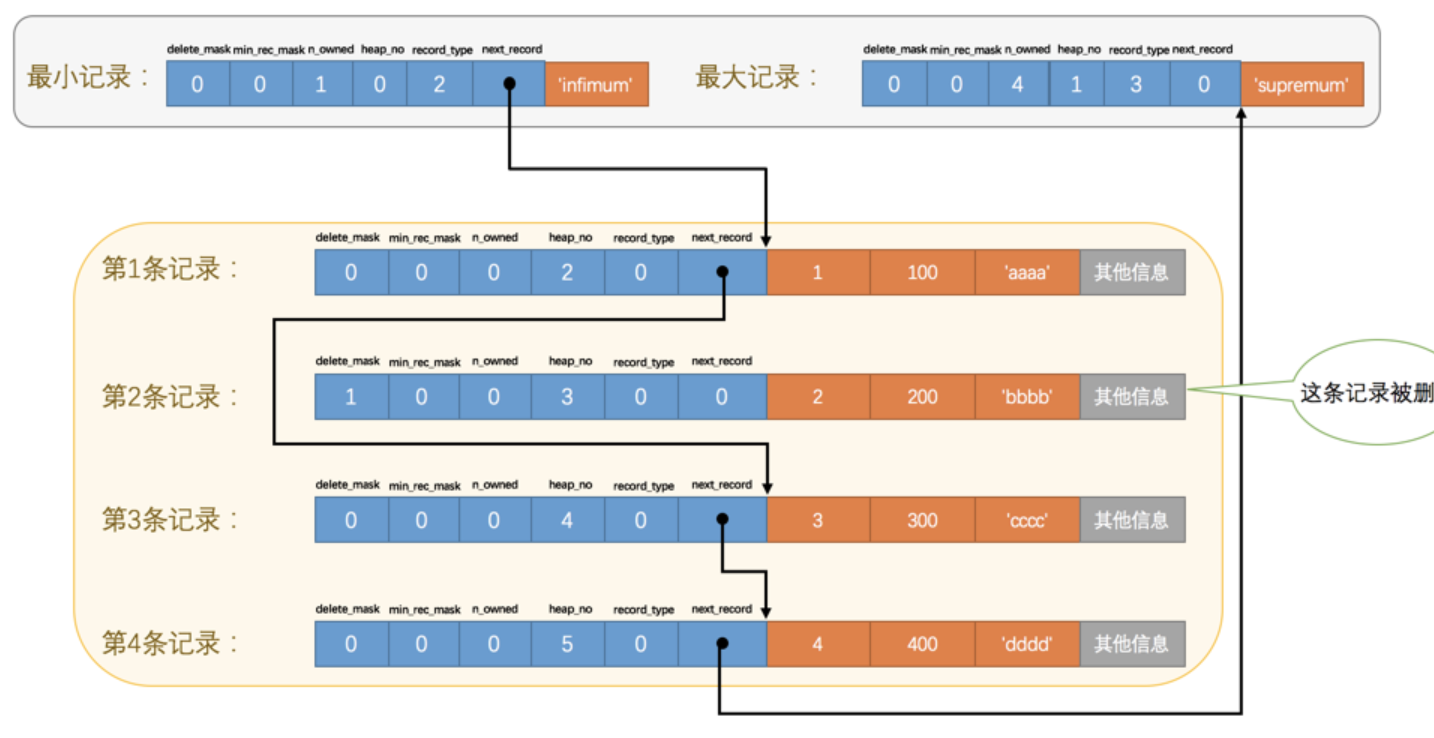 delete_mask min_rec_mask n_owned heap_no record_type next_record
最小记录： 0 0 1 0 2 'infimum'
delete_mask min_rec_mask n_owned heap_no record_type next_record
最大记录： 0 0 4 1 3 0 'supremum'
delete_mask min_rec_mask n_owned heap_no record_type next_record
第1条记录： 0 0 0 2 0 1 100 'aaaa' 其他信息
delete_mask min_rec_mask n_owned heap_no record_type next_record
第2条记录： 1 0 0 3 0 0 2 200 'bbbb' 其他信息
这条记录被删
delete_mask min_rec_mask n_owned heap_no record_type next_record
第3条记录： 0 0 0 4 0 3 300 'cccc' 其他信息
delete_mask min_rec_mask n_owned heap_no record_type next_record
第4条记录： 0 0 0 5 0 4 400 'dddd' 其他信息